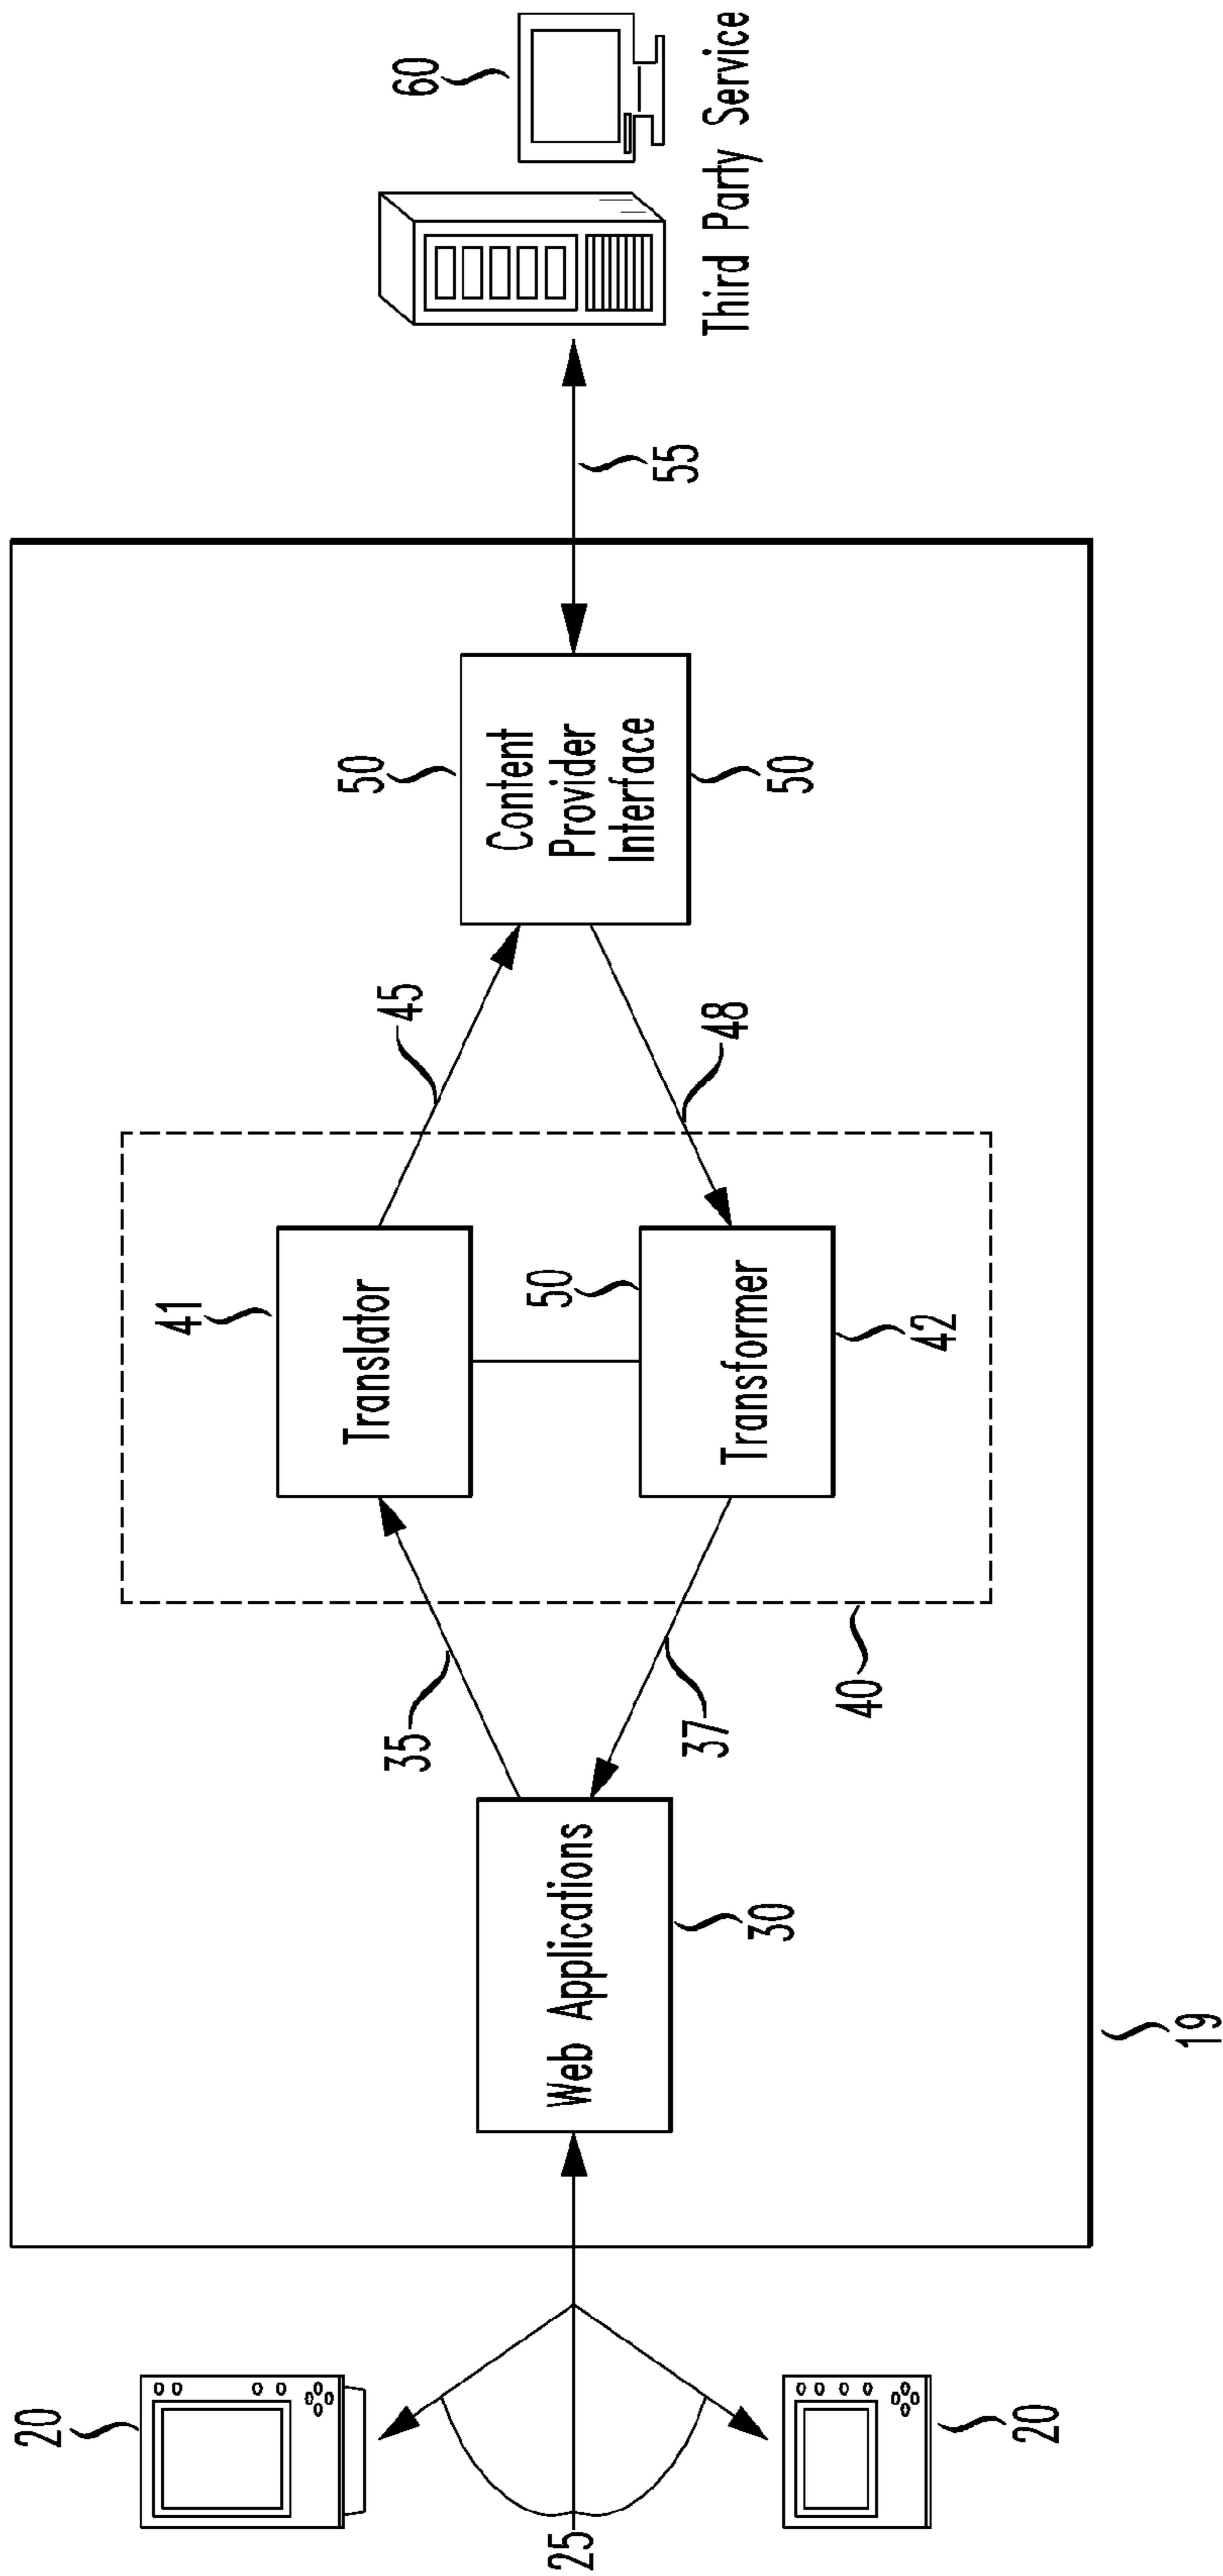 20
20
25
Web Applications
30
35
37
40
Translator
41
50
Transformer
42
45
48
50
Content
Provider
Interface
50
55
60
Third Party Service
19